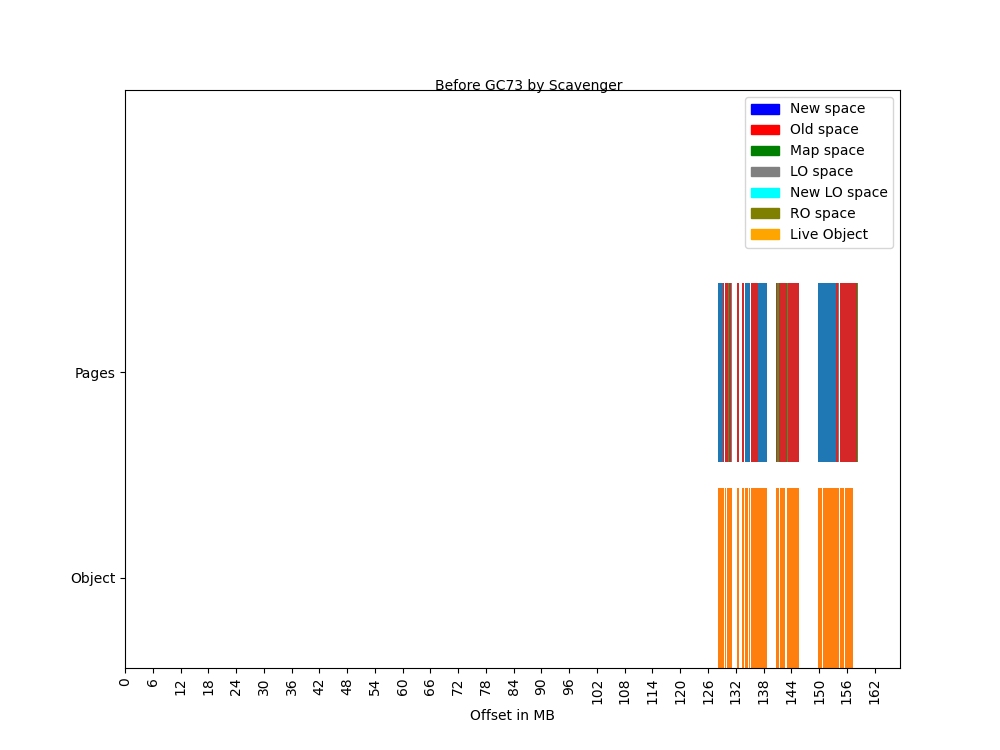 Before GC73 by Scavenger
New space
Old space
Map space
LO space
New LO space
RO space
Live Object
Pages
Object
0 6 12 18 24 30 36 42 48 54 60 66 72 78 84 90 96 102 108 114 120 126 132 138 144 150 156 162
Offset in MB